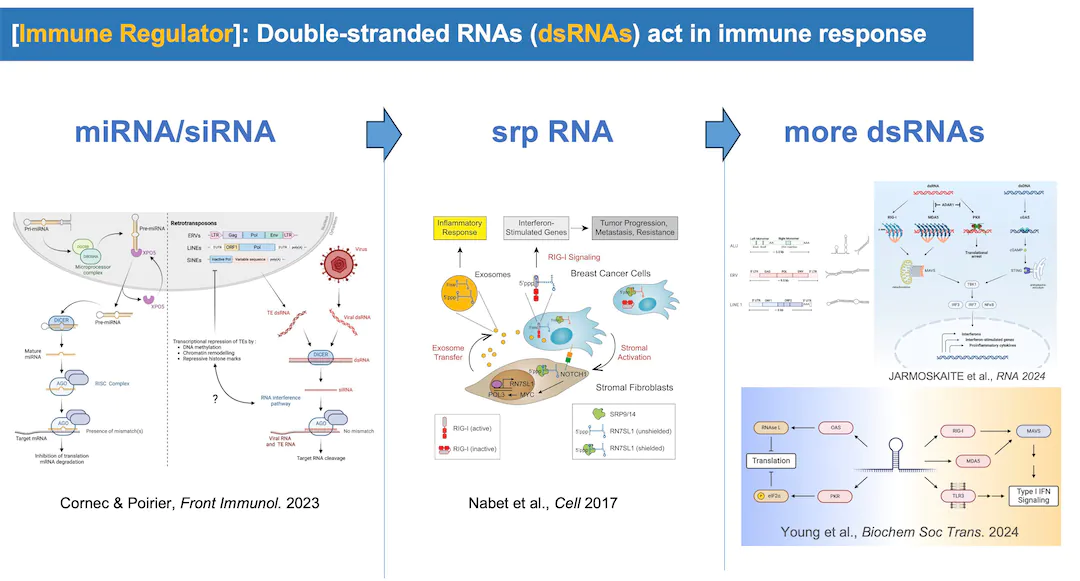 [Immune Regulator]: Double-stranded RNAs (dsRNAs) act in immune response
miRNA/siRNA
srp RNA
more dsRNAs
Pri-miRNA
Pre-miRNA
Microprocessor
complex
XPO5
XPO5
Pre-miRNA
DICER
Mature
miRNA
AGO
RISC Complex
AGO
Target mRNA
Presence of mismatch(s)
Inhibition of translation
mRNA degradation
Retrotransposons
ERVs
LTR Gag Pol Env LTR
LINEs
ORF1 Pol
SINEs
Inactive Pol Variable sequence
Virus
TE dsRNA
Viral dsRNA
Transcriptional repression of TEs by :
• DNA methylation
• Chromatin remodelling
• Repressive histone marks
DICER
dsRNA
siRNA
?
RNA interference
pathway
AGO
Viral RNA
and TE RNA
No mismatch
Target RNA cleavage
Cornec & Poirier, Front Immunol. 2023
Inflammatory
Response
Interferon-
Stimulated Genes
Tumor Progression,
Metastasis, Resistance
RIG-I Signaling
Exosomes
5'ppp
Breast Cancer Cells
Exosome
Transfer
Stromal
Activation
5'ppp
NOTCH1
RN7SL1
POL3
MYC
Stromal Fibroblasts
RIG-I (active)
RIG-I (inactive)
SRP9/14
5'ppp RN7SL1 (unshielded)
5'ppp RN7SL1 (shielded)
Nabet et al., Cell 2017
ALU
ERV
LINE 1
dsRNA
dsDNA
ADAR1
RIG-I
MDA5
PKR
cGAS
Translational
arrest
cGAMP
MAVS
STING
TBK1
IRF3
IRF7
NFκB
Interferons
Interferon-stimulated genes
Proinflammatory cytokines
JARMOSKAITE et al., RNA 2024
RNAse L
OAS
RIG-I
MAVS
Translation
MDA5
eIF2α
PKR
TLR3
Type I IFN
Signaling
Young et al., Biochem Soc Trans. 2024